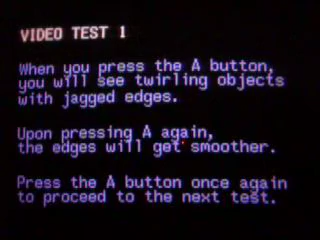 VIDEO TEST 1
When you press the A button,
you will see twirling objects
with jagged edges.
Upon pressing A again,
the edges will get smoother.
Press the A button once again
to proceed to the next test.